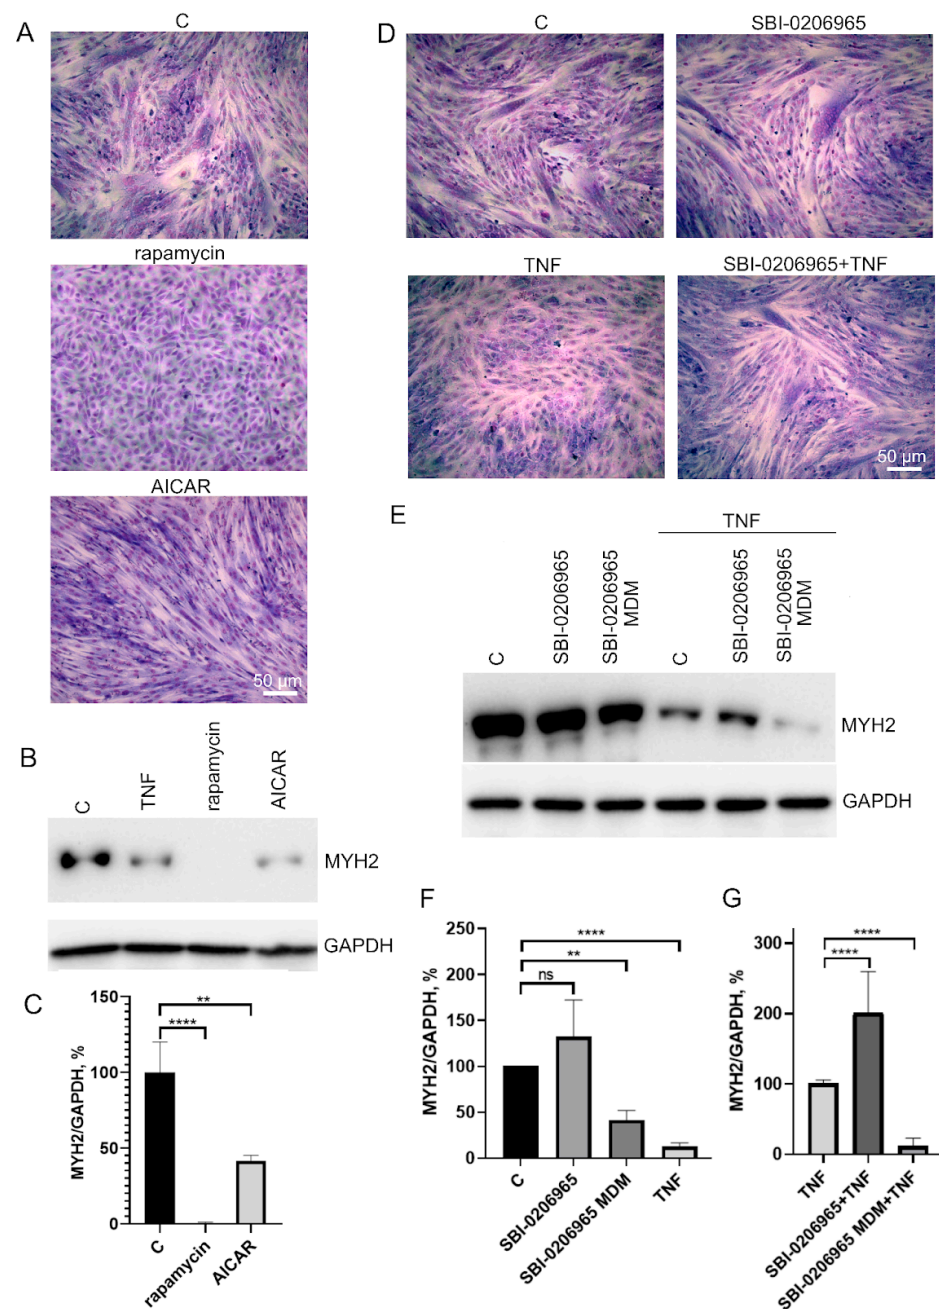 A
C
rapamycin
AICAR
50 µm
B
C
TNF
rapamycin
AICAR
MYH2
GAPDH
C
MYH2/GAPDH, %
150
100
50
0
**
****
C
rapamycin
AICAR
D
C
SBI-0206965
TNF
SBI-0206965+TNF
50 µm
E
TNF
C
SBI-0206965
SBI-0206965
MDM
C
SBI-0206965
SBI-0206965
MDM
MYH2
GAPDH
F
MYH2/GAPDH, %
250
200
150
100
50
0
****
**
ns
C
SBI-0206965
SBI-0206965 MDM
TNF
G
MYH2/GAPDH, %
300
200
100
0
****
****
TNF
SBI-0206965+TNF
SBI-0206965 MDM+TNF